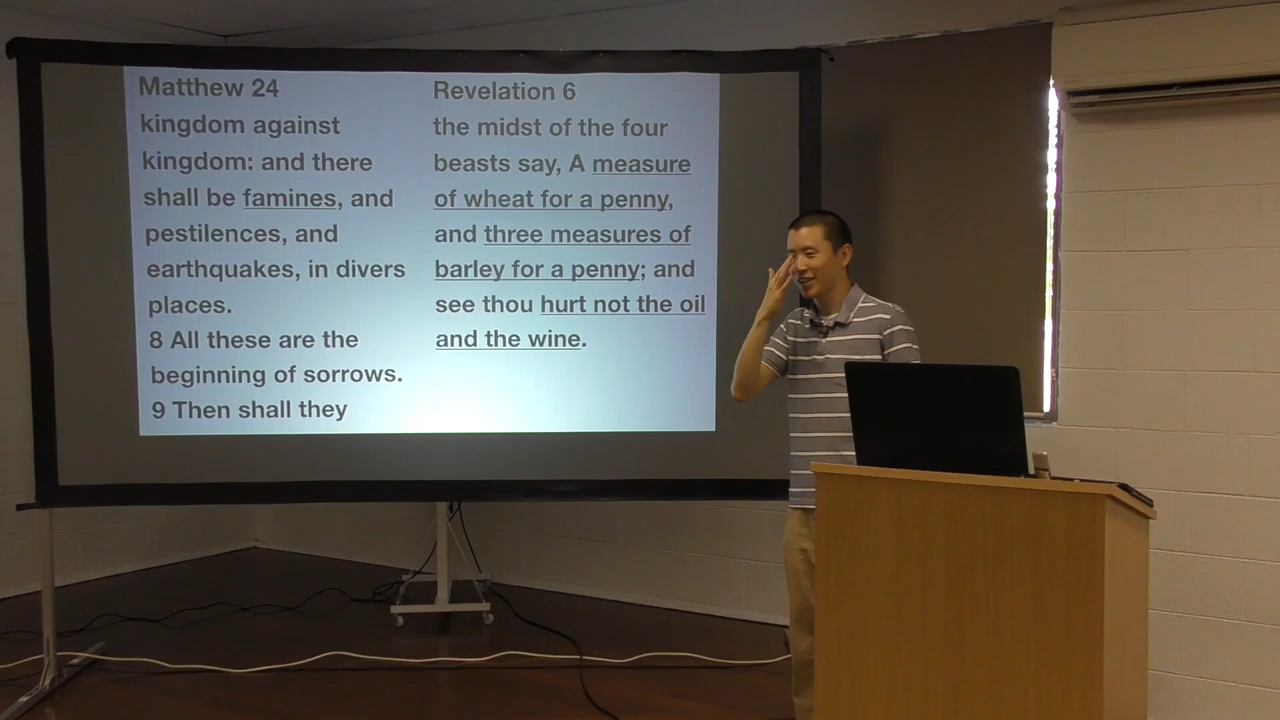 Matthew 24
kingdom against
kingdom: and there
shall be famines, and
pestilences, and
earthquakes, in divers
places.
8 All these are the
beginning of sorrows.
9 Then shall they
Revelation 6
the midst of the four
beasts say, A measure
of wheat for a penny,
and three measures of
barley for a penny; and
see thou hurt not the oil
and the wine.